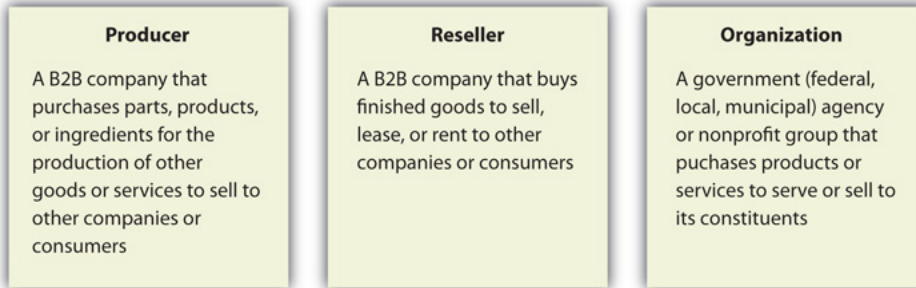 Producer
A B2B company that
purchases parts, products,
or ingredients for the
production of other
goods or services to sell to
other companies or
consumers
Reseller
A B2B company that buys
finished goods to sell,
lease, or rent to other
companies or consumers
Organization
A government (federal,
local, municipal) agency
or nonprofit group that
puchases products or
services to serve or sell to
its constituents